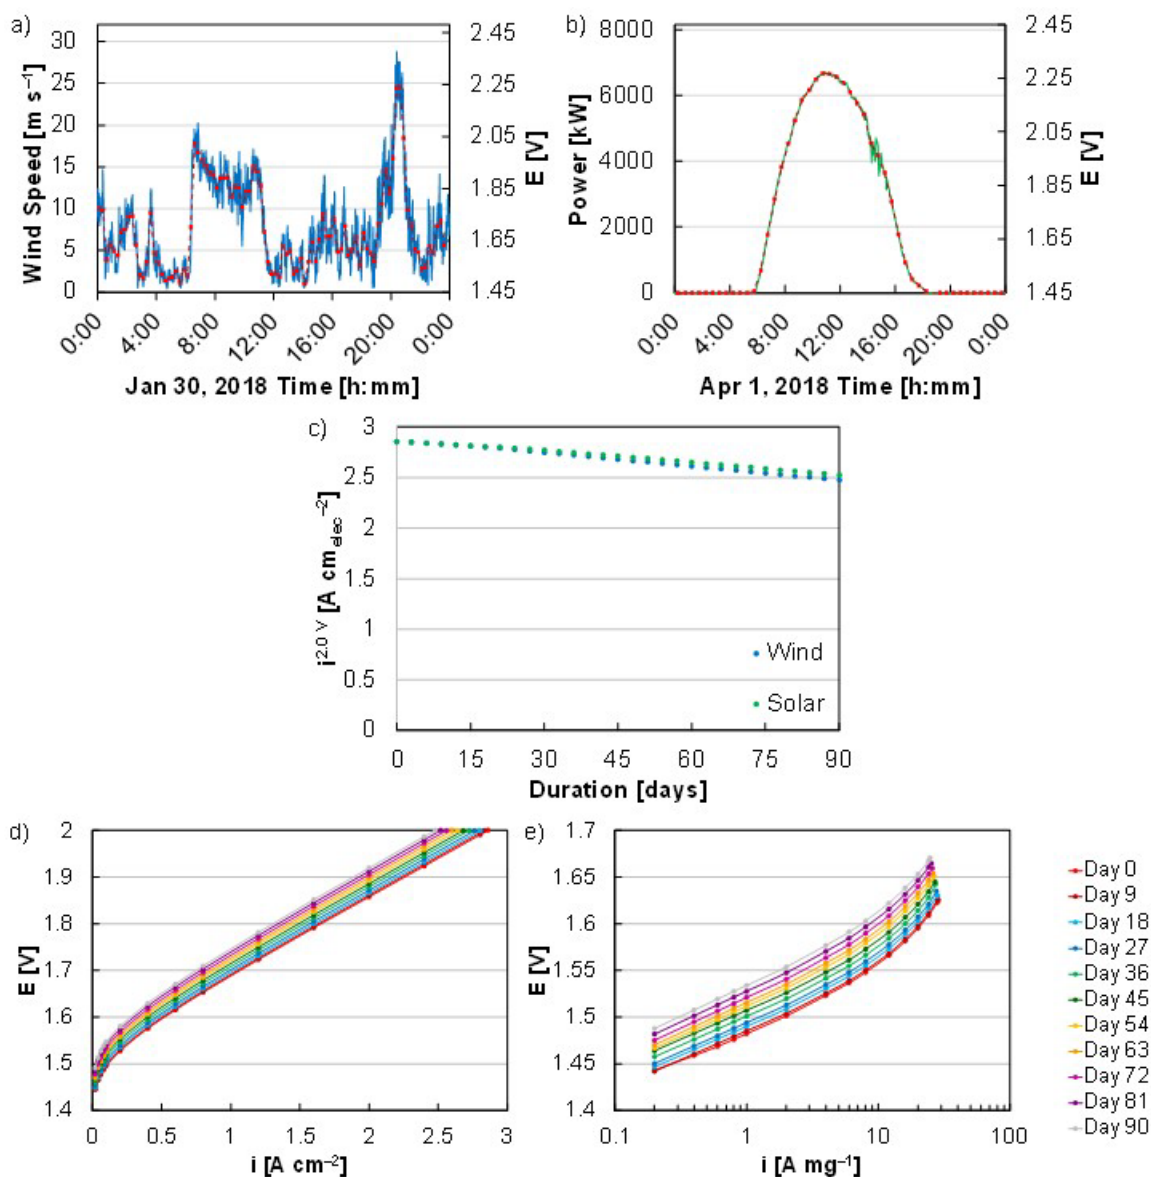 a)
30
25
20
15
10
5
0
Wind Speed [m s⁻¹]
2.45
2.25
2.05
1.85
1.65
1.45
E [V]
0:00 4:00 8:00 12:00 16:00 20:00 0:00
Jan 30, 2018 Time [h:mm]
b)
8000
6000
4000
2000
0
Power [kW]
2.45
2.25
2.05
1.85
1.65
1.45
E [V]
0:00 4:00 8:00 12:00 16:00 20:00 0:00
Apr 1, 2018 Time [h:mm]
c)
3
2.5
2
1.5
1
0.5
0
i^2.0 V [A cm_elec⁻²]
Wind
Solar
0 15 30 45 60 75 90
Duration [days]
d)
2
1.9
1.8
1.7
1.6
1.5
1.4
E [V]
0 0.5 1 1.5 2 2.5 3
i [A cm⁻²]
e)
1.7
1.65
1.6
1.55
1.5
1.45
1.4
E [V]
0.1 1 10 100
i [A mg⁻¹]
Day 0
Day 9
Day 18
Day 27
Day 36
Day 45
Day 54
Day 63
Day 72
Day 81
Day 90